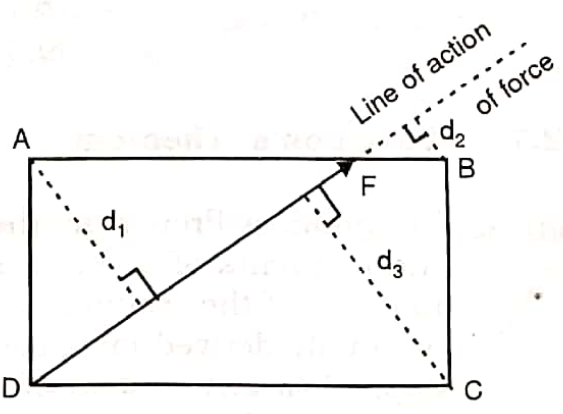 Line of action
of force
A
d₂
B
F
d₁
d₃
D
C